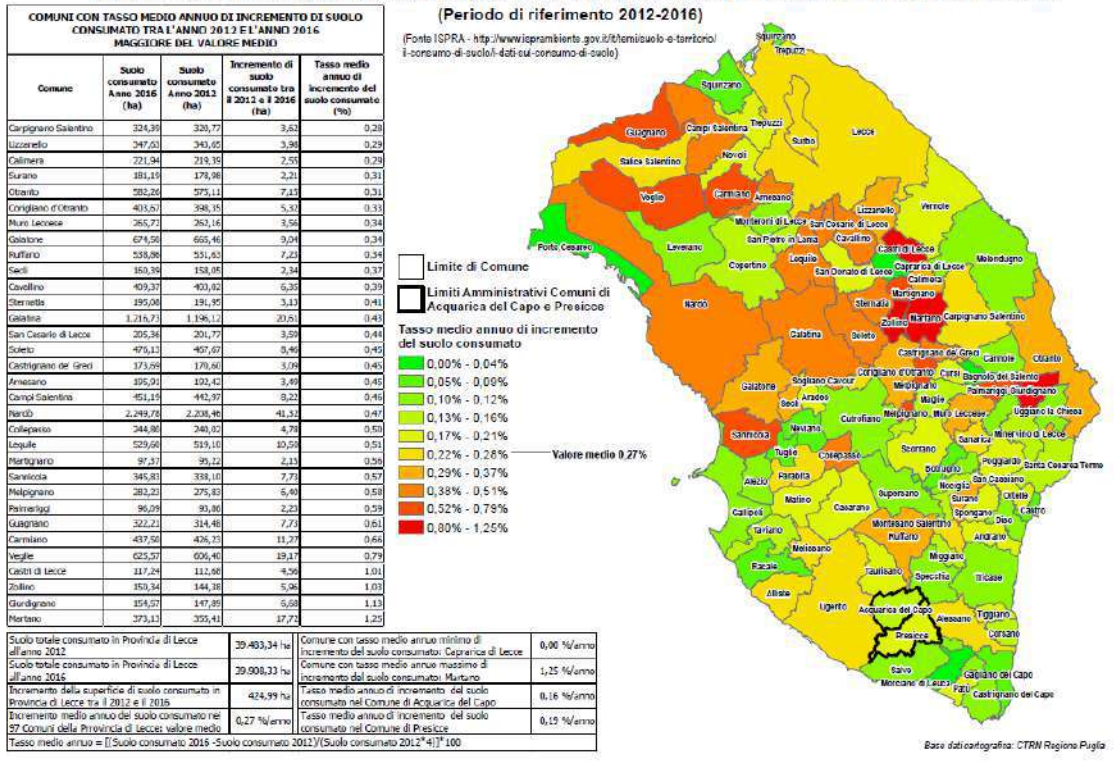 (Periodo di riferimento 2012-2016)
(Fonte ISPRA - http://www.isprambiente.gov.it/it/temi/suolo-e-territorio/
il-consumo-di-suolo/i-dati-sul-consumo-di-suolo)
COMUNI CON TASSO MEDIO ANNUO DI INCREMENTO DI SUOLO
CONSUMATO TRA L'ANNO 2012 E L'ANNO 2016
MAGGIORE DEL VALORE MEDIO
Comune | Suolo consumato Anno 2016 (ha) | Suolo consumato Anno 2012 (ha) | Incremento di suolo consumato tra il 2012 e il 2016 (ha) | Tasso medio annuo di incremento del suolo consumato (%)
Carpignano Salentino 324,39 320,77 3,62 0,28
Lizzanello 347,63 343,65 3,98 0,29
Calimera 221,94 219,39 2,55 0,29
Surano 181,19 178,98 2,21 0,31
Otranto 582,26 575,11 7,15 0,31
Corigliano d'Otranto 403,67 398,35 5,32 0,33
Muro Leccese 265,72 262,16 3,56 0,34
Galatone 674,50 665,46 9,04 0,34
Ruffano 538,86 531,63 7,23 0,34
Secli 160,39 158,05 2,34 0,37
Cavallino 409,37 403,02 6,35 0,39
Sternatia 195,08 191,95 3,13 0,41
Galatina 1.216,73 1.196,12 20,61 0,43
San Cesario di Lecce 205,36 201,77 3,59 0,44
Soleto 476,13 467,67 8,46 0,45
Castrignano de' Greci 173,69 170,60 3,09 0,45
Arnesano 195,91 192,42 3,49 0,45
Campi Salentina 451,19 442,97 8,22 0,46
Nardò 2.249,78 2.208,46 41,32 0,47
Collepasso 244,80 240,02 4,78 0,50
Lequile 529,60 519,10 10,50 0,51
Martignano 97,37 95,22 2,15 0,56
Sannicola 345,83 338,10 7,73 0,57
Melpignano 282,23 275,83 6,40 0,58
Palmariggi 96,09 93,86 2,23 0,59
Guagnano 322,21 314,48 7,73 0,61
Carmiano 437,50 426,23 11,27 0,66
Veglie 625,57 606,40 19,17 0,79
Castri di Lecce 117,24 112,68 4,56 1,01
Zollino 150,34 144,38 5,96 1,03
Giurdignano 154,57 147,89 6,68 1,13
Martano 373,13 355,41 17,72 1,25
Suolo totale consumato in Provincia di Lecce all'anno 2012 | 39.483,34 ha | Comune con tasso medio annuo minimo di incremento del suolo consumato: Caprarica di Lecce | 0,00 %/anno
Suolo totale consumato in Provincia di Lecce all'anno 2016 | 39.908,33 ha | Comune con tasso medio annuo massimo di incremento del suolo consumato: Martano | 1,25 %/anno
Incremento della superficie di suolo consumato in Provincia di Lecce tra il 2012 e il 2016 | 424,99 ha | Tasso medio annuo di incremento del suolo consumato nel Comune di Acquarica del Capo | 0,16 %/anno
Incremento medio annuo del suolo consumato nei 97 Comuni della Provincia di Lecce: valore medio | 0,27 %/anno | Tasso medio annuo di incremento del suolo consumato nel Comune di Presicce | 0,19 %/anno
Tasso medio annuo = [(Suolo consumato 2016 -Suolo consumato 2012)/(Suolo consumato 2012*4)]*100
Limite di Comune
Limiti Amministrativi Comuni di
Acquarica del Capo e Presicce
Tasso medio annuo di incremento
del suolo consumato
0,00% - 0,04%
0,05% - 0,09%
0,10% - 0,12%
0,13% - 0,16%
0,17% - 0,21%
0,22% - 0,28% Valore medio 0,27%
0,29% - 0,37%
0,38% - 0,51%
0,52% - 0,79%
0,80% - 1,25%
Squinzano
Trepuzzi
Squinzano
Guagnano
Campi Salentina
Trepuzzi
Lecce
Surbo
Salice Salentino
Novoli
Veglie
Carmiano
Arnesano
Lizzanello
Vernole
Monteroni di Lecce
San Cesario di Lecce
Porto Cesareo
Leverano
San Pietro in Lama
Cavallino
Castri di Lecce
Copertino
Lequile
Caprarica di Lecce
Melendugno
San Donato di Lecce
Calimera
Martignano
Nardò
Sternatia
Zollino
Martano
Carpignano Salentino
Galatina
Soleto
Castrignano de' Greci
Cannole
Otranto
Corigliano d'Otranto
Cursi
Bagnolo del Salento
Galatone
Sogliano Cavour
Melpignano
Palmariggi
Giurdignano
Secli
Aradeo
Maglie
Uggiano la Chiesa
Cutrofiano
Melpignano
Muro Leccese
Neviano
Sannicola
Minervino di Lecce
Sanarica
Tuglie
Collepasso
Scorrano
Poggiardo
Santa Cesarea Terme
Botrugno
Alezio
Parabita
San Cassiano
Nociglia
Supersano
Surano
Ortelle
Matino
Casarano
Castro
Gallipoli
Spongano
Diso
Taviano
Montesano Salentino
Ruffano
Andrano
Melissano
Miggiano
Racale
Taurisano
Specchia
Tricase
Alliste
Ugento
Acquarica del Capo
Alessano
Tiggiano
Presicce
Corsano
Salve
Gagliano del Capo
Morciano di Leuca
Patù
Castrignano del Capo
Base dati cartografica: CTRN Regione Puglia